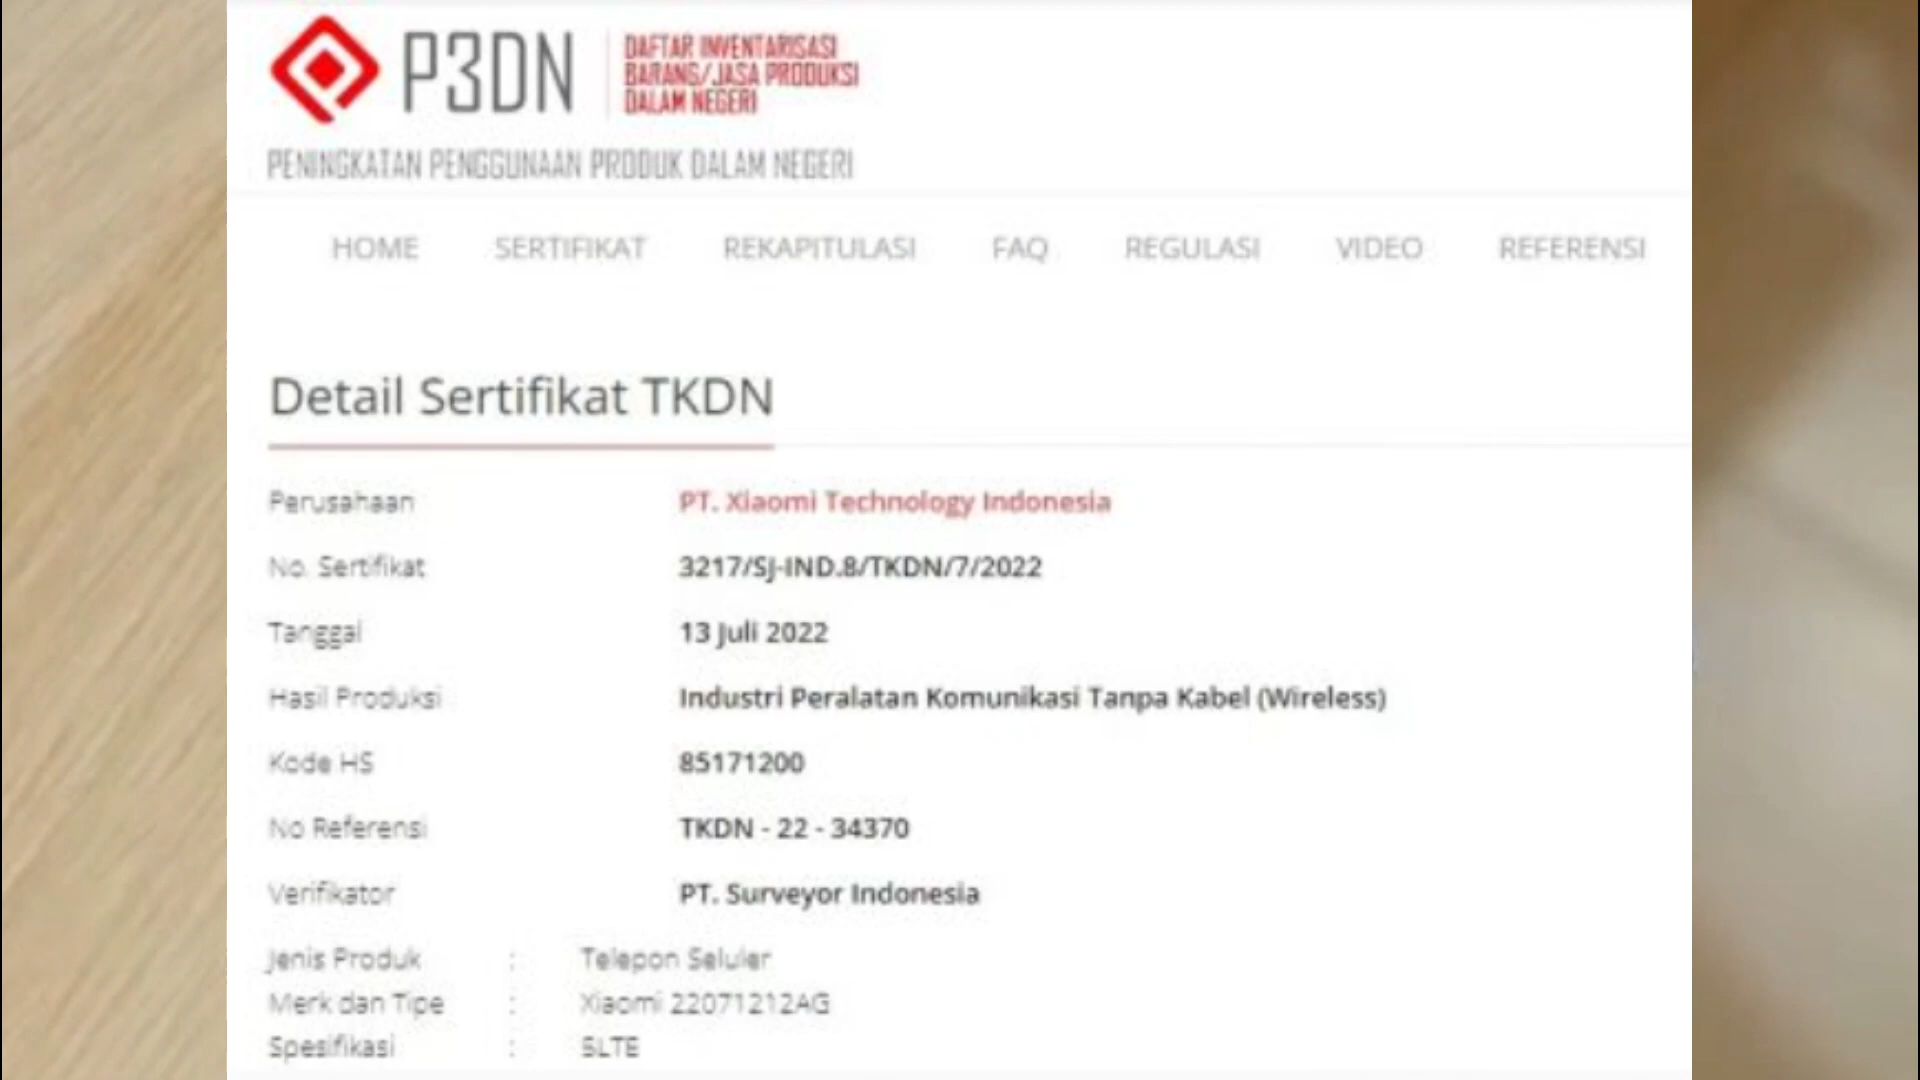 P3DN
DAFTAR INVENTARISASI
BARANG/JASA PRODUKSI
DALAM NEGERI
PENINGKATAN PENGGUNAAN PRODUK DALAM NEGERI
HOME SERTIFIKAT REKAPITULASI FAQ REGULASI VIDEO REFERENSI
Detail Sertifikat TKDN
Perusahaan PT. Xiaomi Technology Indonesia
No. Sertifikat 3217/SJ-IND.8/TKDN/7/2022
Tanggal 13 Juli 2022
Hasil Produksi Industri Peralatan Komunikasi Tanpa Kabel (Wireless)
Kode HS 85171200
No Referensi TKDN - 22 - 34370
Verifikator PT. Surveyor Indonesia
Jenis Produk : Telepon Seluler
Merk dan Tipe : Xiaomi 22071212AG
Spesifikasi : 5LTE